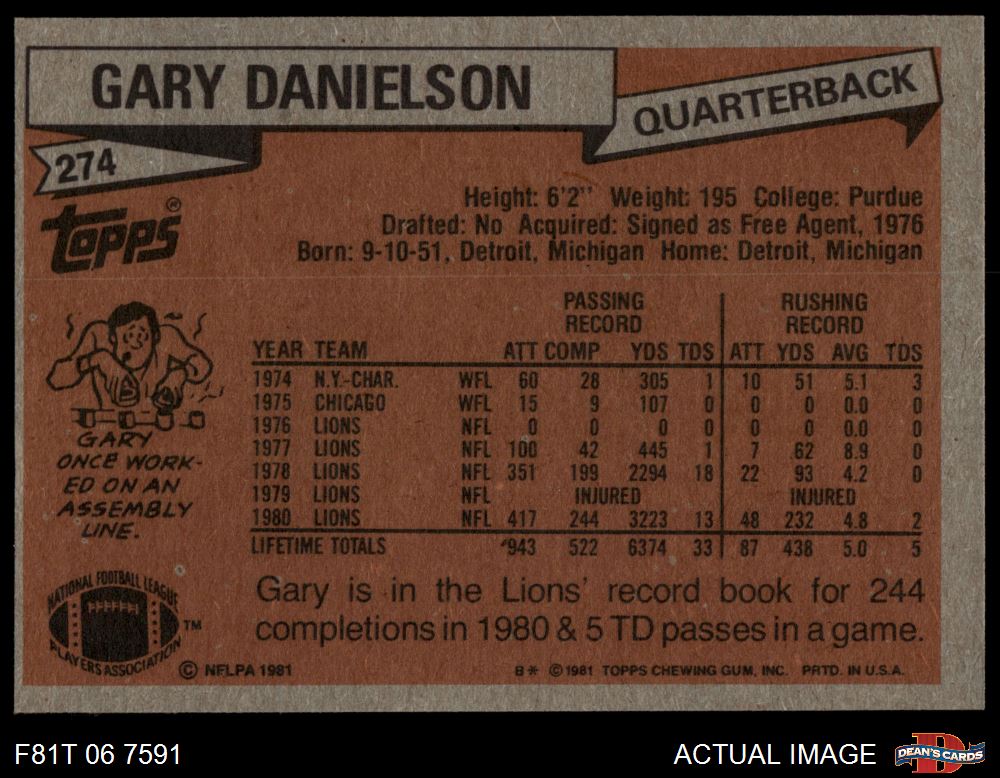 GARY DANIELSON
QUARTERBACK
274
Topps®
Height: 6'2" Weight: 195 College: Purdue
Drafted: No Acquired: Signed as Free Agent, 1976
Born: 9-10-51, Detroit, Michigan Home: Detroit, Michigan
PASSING RECORD RUSHING RECORD
YEAR TEAM ATT COMP YDS TDS ATT YDS AVG TDS
1974 N.Y.-CHAR. WFL 60 28 305 1 10 51 5.1 3
1975 CHICAGO WFL 15 9 107 0 0 0 0.0 0
1976 LIONS NFL 0 0 0 0 0 0 0.0 0
1977 LIONS NFL 100 42 445 1 7 62 8.9 0
1978 LIONS NFL 351 199 2294 18 22 93 4.2 0
1979 LIONS NFL INJURED INJURED
1980 LIONS NFL 417 244 3223 13 48 232 4.8 2
LIFETIME TOTALS 943 522 6374 33 87 438 5.0 5
GARY
ONCE WORK-
ED ON AN
ASSEMBLY
LINE.
Gary is in the Lions' record book for 244
completions in 1980 & 5 TD passes in a game.
NATIONAL FOOTBALL LEAGUE
PLAYERS ASSOCIATION
TM
© NFLPA 1981
B* © 1981 TOPPS CHEWING GUM, INC. PRTD. IN U.S.A.
F81T 06 7591
ACTUAL IMAGE
DEAN'S CARDS